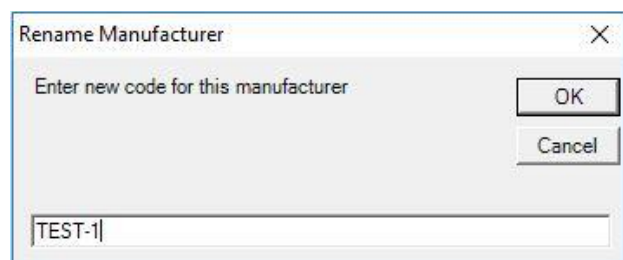 Rename Manufacturer
Enter new code for this manufacturer
OK
Cancel
TEST-1